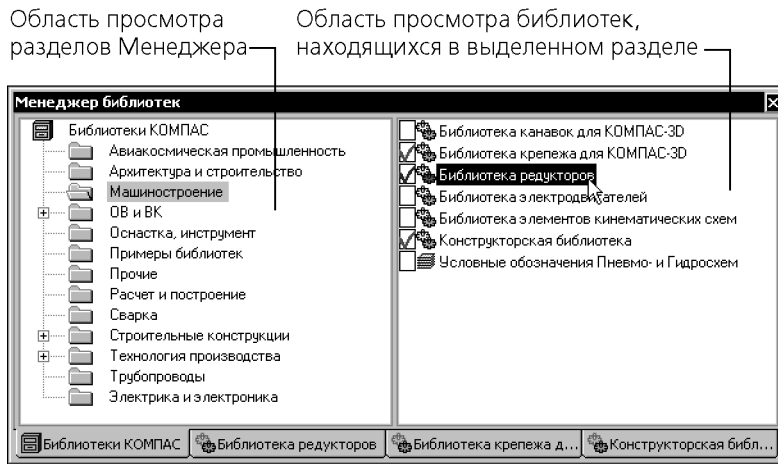 Область просмотра
разделов Менеджера
Область просмотра библиотек,
находящихся в выделенном разделе
Менеджер библиотек
Библиотеки КОМПАС
Авиакосмическая промышленность
Архитектура и строительство
Машиностроение
ОВ и ВК
Оснастка, инструмент
Примеры библиотек
Прочие
Расчет и построение
Сварка
Строительные конструкции
Технология производства
Трубопроводы
Электрика и электроника
Библиотека канавок для КОМПАС-3D
Библиотека крепежа для КОМПАС-3D
Библиотека редукторов
Библиотека электродвигателей
Библиотека элементов кинематических схем
Конструкторская библиотека
Условные обозначения Пневмо- и Гидросхем
Библиотеки КОМПАС
Библиотека редукторов
Библиотека крепежа д...
Конструкторская библ...